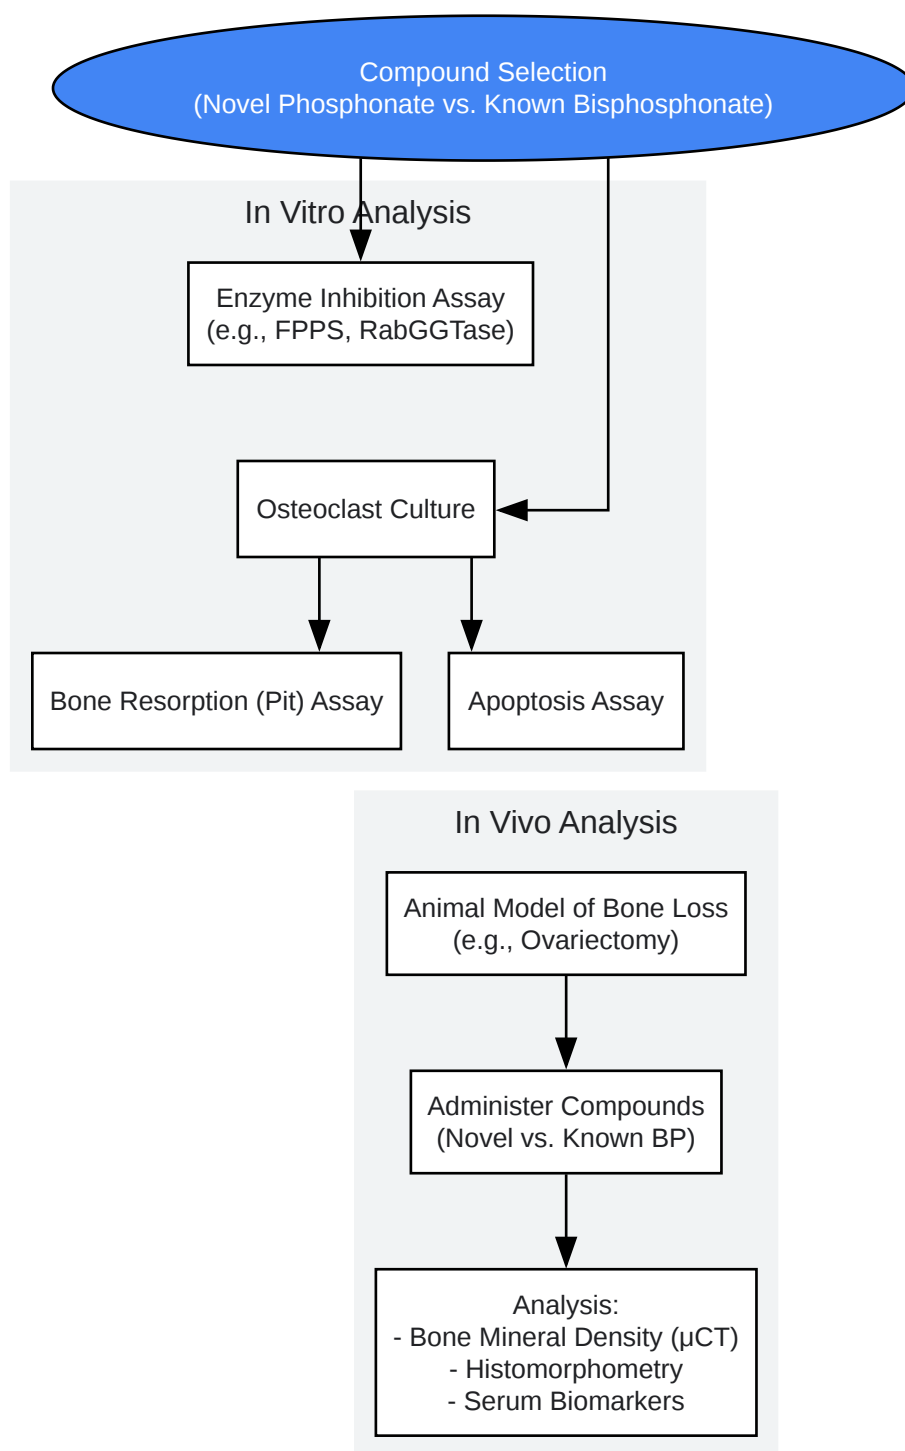 Compound Selection
(Novel Phosphonate vs. Known Bisphosphonate)
In Vitro Analysis
Enzyme Inhibition Assay
(e.g., FPPS, RabGGTase)
Osteoclast Culture
Bone Resorption (Pit) Assay
Apoptosis Assay
In Vivo Analysis
Animal Model of Bone Loss
(e.g., Ovariectomy)
Administer Compounds
(Novel vs. Known BP)
Analysis:
- Bone Mineral Density (μCT)
- Histomorphometry
- Serum Biomarkers